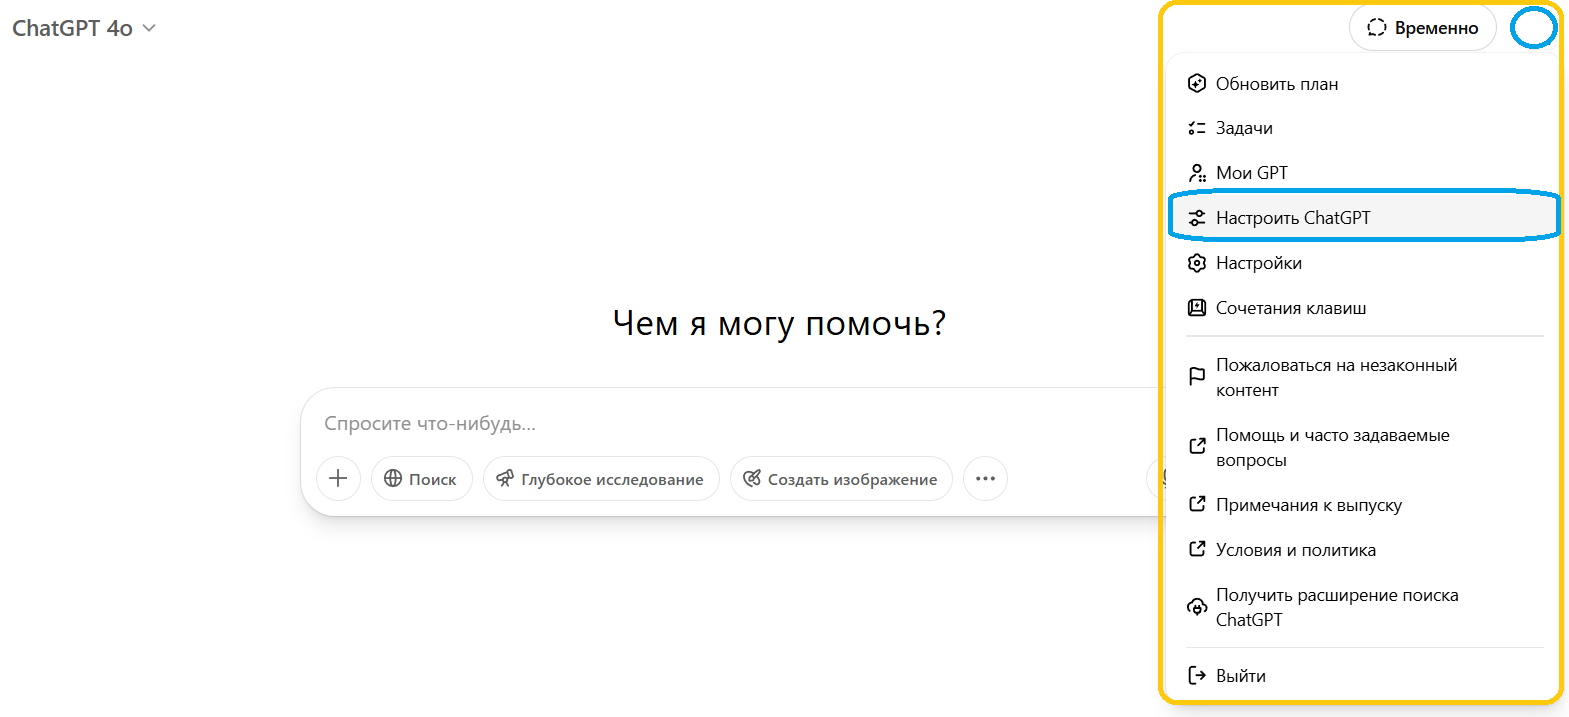 ChatGPT 4o
Временно
Обновить план
Задачи
Мои GPT
Настроить ChatGPT
Настройки
Сочетания клавиш
Пожаловаться на незаконный
контент
Помощь и часто задаваемые
вопросы
Примечания к выпуску
Условия и политика
Получить расширение поиска
ChatGPT
Выйти
Чем я могу помочь?
Спросите что-нибудь...
Поиск
Глубокое исследование
Создать изображение